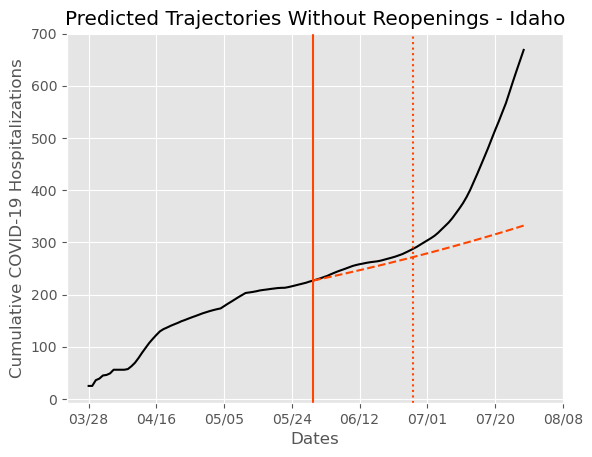 Predicted Trajectories Without Reopenings - Idaho
Cumulative COVID-19 Hospitalizations
700
600
500
400
300
200
100
0
03/28 04/16 05/05 05/24 06/12 07/01 07/20 08/08
Dates